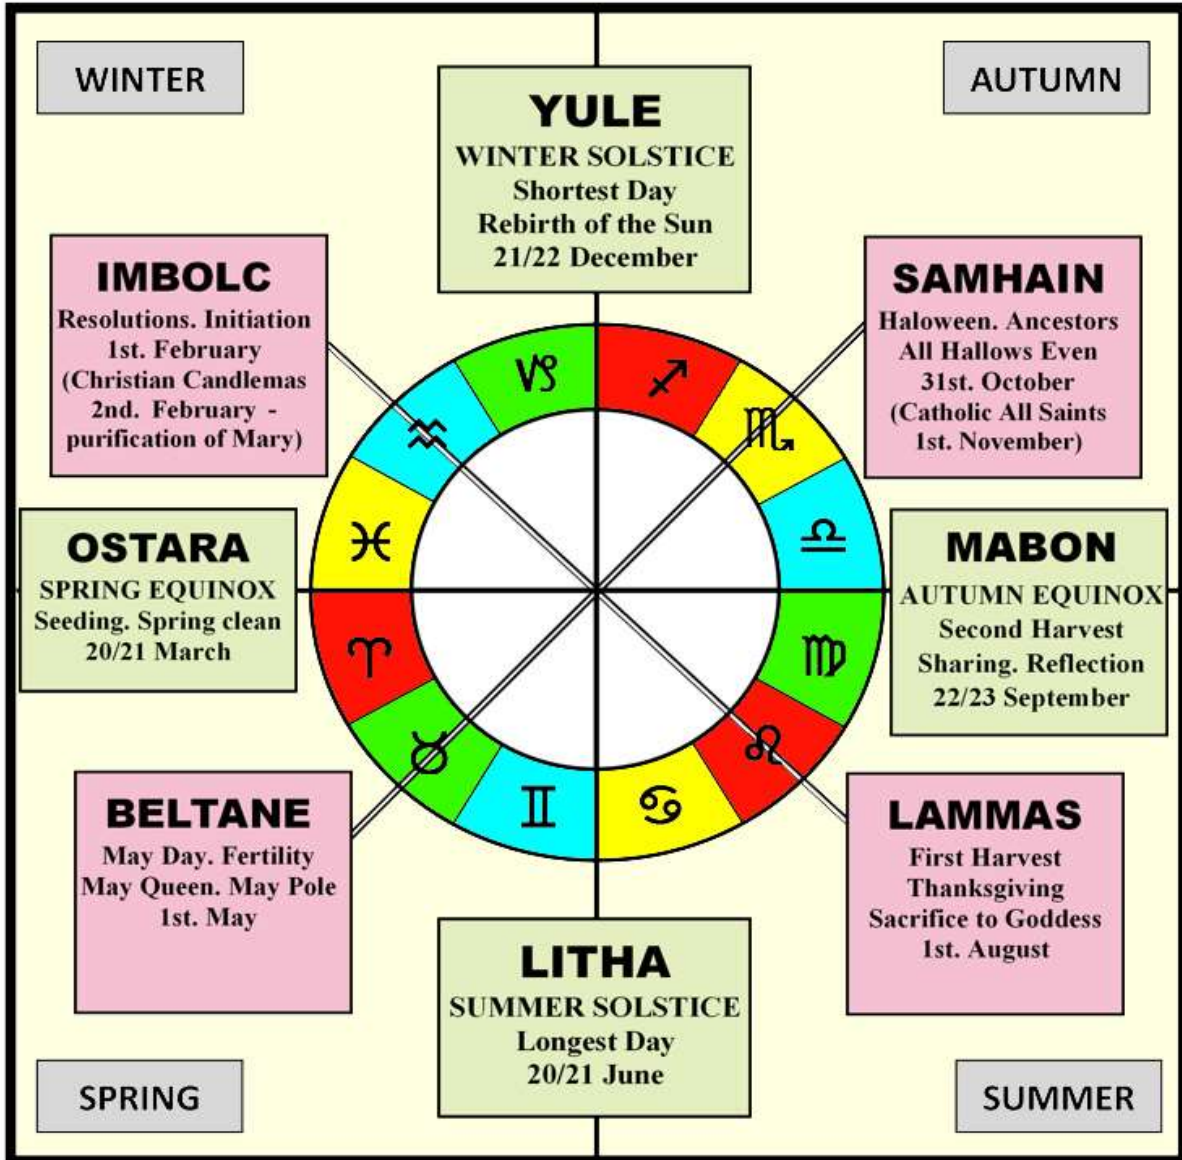 WINTER
AUTUMN
YULE
WINTER SOLSTICE
Shortest Day
Rebirth of the Sun
21/22 December
IMBOLC
Resolutions. Initiation
1st. February
(Christian Candlemas
2nd. February -
purification of Mary)
SAMHAIN
Haloween. Ancestors
All Hallows Even
31st. October
(Catholic All Saints
1st. November)
OSTARA
SPRING EQUINOX
Seeding. Spring clean
20/21 March
MABON
AUTUMN EQUINOX
Second Harvest
Sharing. Reflection
22/23 September
BELTANE
May Day. Fertility
May Queen. May Pole
1st. May
LAMMAS
First Harvest
Thanksgiving
Sacrifice to Goddess
1st. August
LITHA
SUMMER SOLSTICE
Longest Day
20/21 June
SPRING
SUMMER